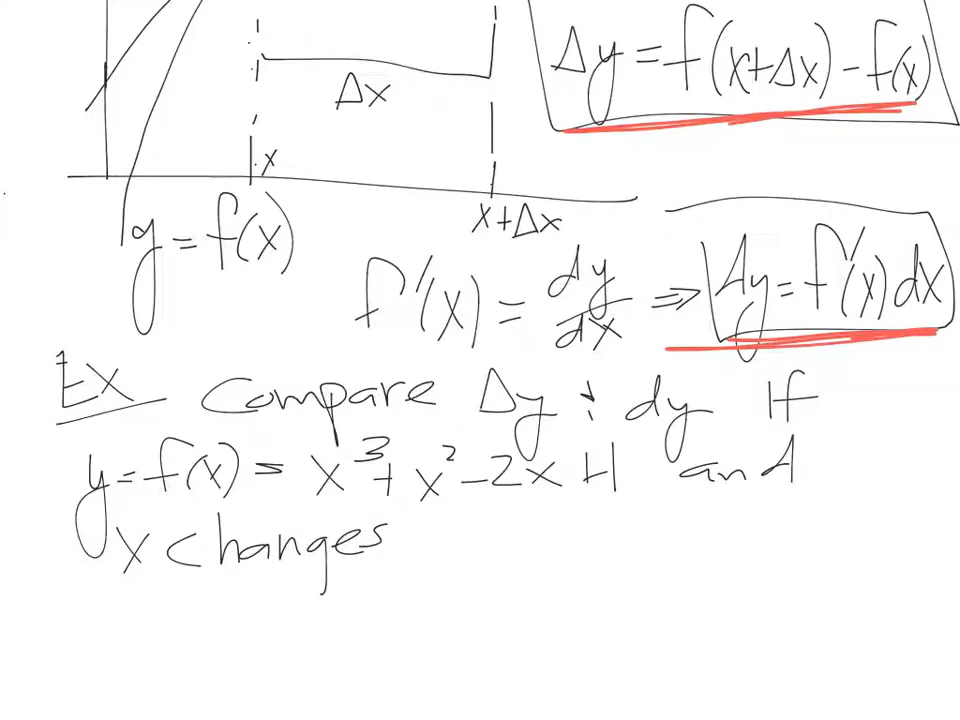 Δy = f(x+Δx) - f(x)
Δx
x
x+Δx
y = f(x)
f'(x) = dy/dx ⇒ dy = f'(x) dx
Ex Compare Δy & dy If
y = f(x) = x³ + x² - 2x + 1 and
x changes